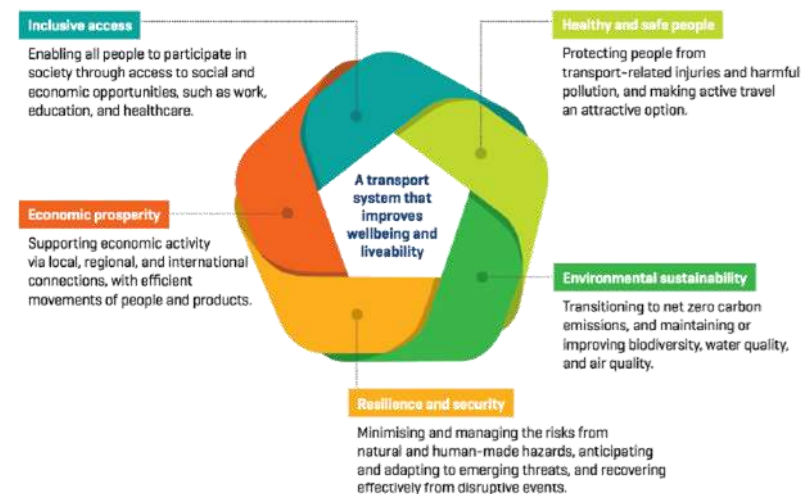 Inclusive access
Enabling all people to participate in
society through access to social and
economic opportunities, such as work,
education, and healthcare.
Healthy and safe people
Protecting people from
transport-related injuries and harmful
pollution, and making active travel
an attractive option.
A transport
system that
improves
wellbeing and
liveability
Economic prosperity
Supporting economic activity
via local, regional, and international
connections, with efficient
movements of people and products.
Environmental sustainability
Transitioning to net zero carbon
emissions, and maintaining or
improving biodiversity, water quality,
and air quality.
Resilience and security
Minimising and managing the risks from
natural and human-made hazards, anticipating
and adapting to emerging threats, and recovering
effectively from disruptive events.